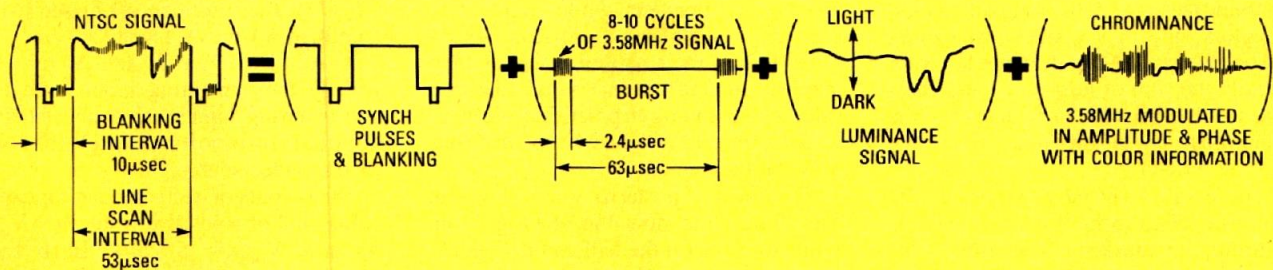 NTSC SIGNAL
BLANKING
INTERVAL
10μsec
LINE
SCAN
INTERVAL
53μsec
=
SYNCH
PULSES
& BLANKING
+
8-10 CYCLES
OF 3.58MHz SIGNAL
BURST
2.4μsec
63μsec
+
LIGHT
DARK
LUMINANCE
SIGNAL
+
CHROMINANCE
3.58MHz MODULATED
IN AMPLITUDE & PHASE
WITH COLOR INFORMATION